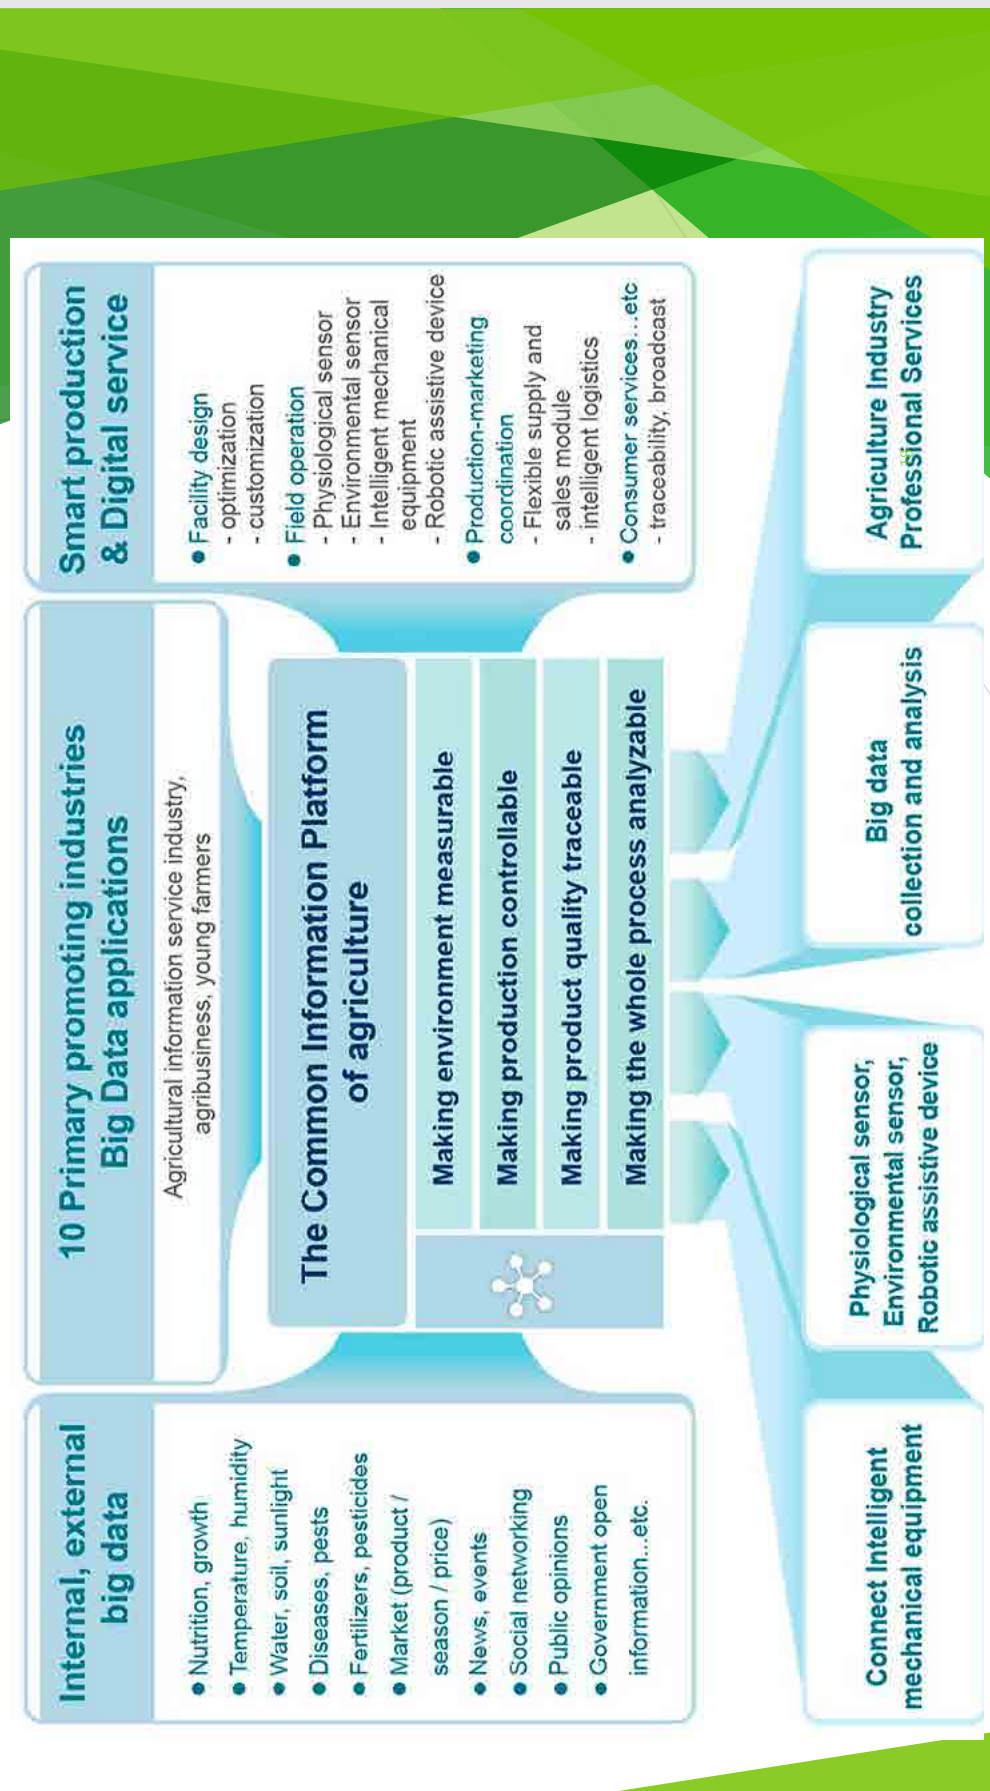 Internal, external
big data
● Nutrition, growth
● Temperature, humidity
● Water, soil, sunlight
● Diseases, pests
● Fertilizers, pesticides
● Market (product /
season / price)
● News, events
● Social networking
● Public opinions
● Government open
information...etc.
10 Primary promoting industries
Big Data applications
Agricultural information service industry,
agribusiness, young farmers
The Common Information Platform
of agriculture
Making environment measurable
Making production controllable
Making product quality traceable
Making the whole process analyzable
Smart production
& Digital service
● Facility design
- optimization
- customization
● Field operation
- Physiological sensor
- Environmental sensor
- Intelligent mechanical
equipment
- Robotic assistive device
● Production-marketing
coordination
- Flexible supply and
sales module
- intelligent logistics
● Consumer services...etc
- traceability, broadcast
Connect Intelligent
mechanical equipment
Physiological sensor,
Environmental sensor,
Robotic assistive device
Big data
collection and analysis
Agriculture Industry
Professional Services